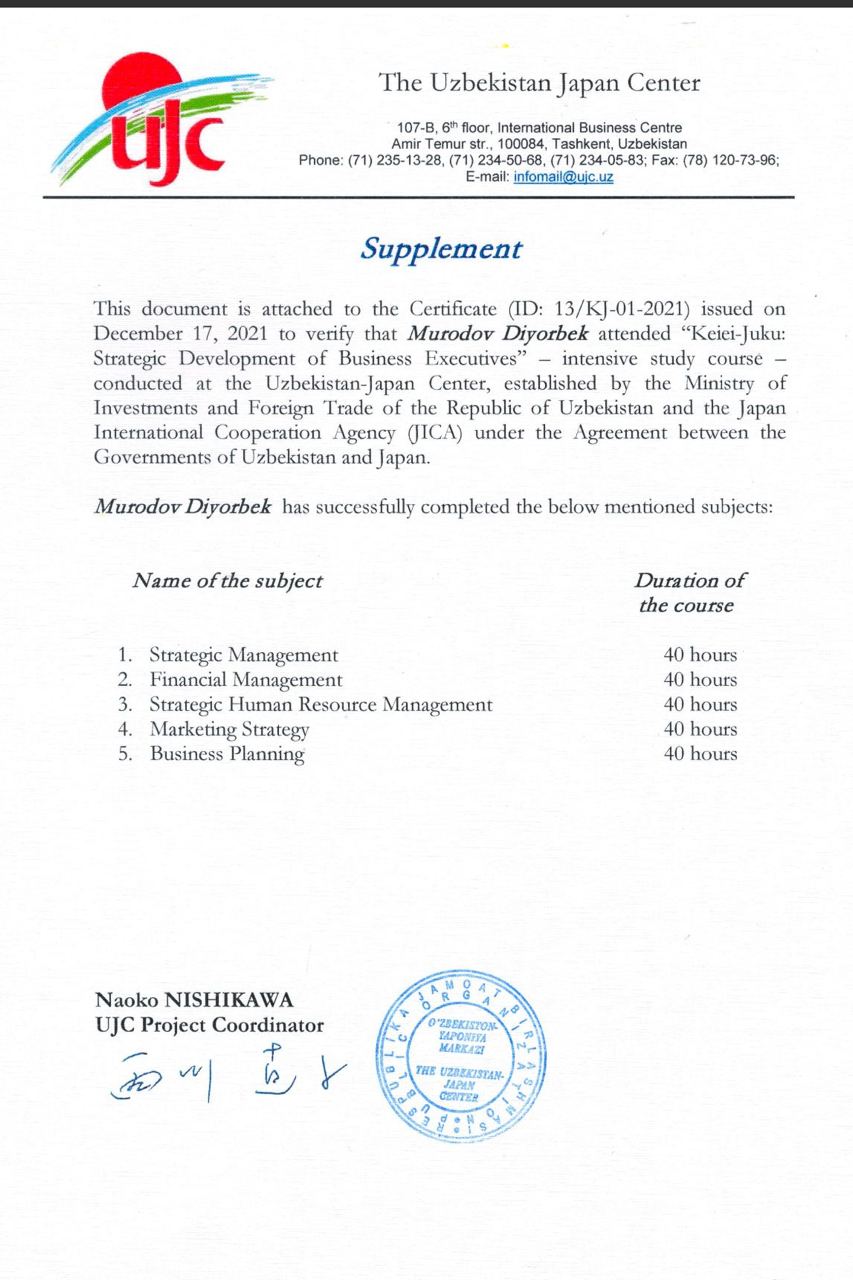 ujc
The Uzbekistan Japan Center
107-B, 6th floor, International Business Centre
Amir Temur str., 100084, Tashkent, Uzbekistan
Phone: (71) 235-13-28, (71) 234-50-68, (71) 234-05-83; Fax: (78) 120-73-96;
E-mail: infomail@ujc.uz
Supplement
This document is attached to the Certificate (ID: 13/KJ-01-2021) issued on
December 17, 2021 to verify that Murodov Diyorbek attended “Keiei-Juku:
Strategic Development of Business Executives” – intensive study course –
conducted at the Uzbekistan-Japan Center, established by the Ministry of
Investments and Foreign Trade of the Republic of Uzbekistan and the Japan
International Cooperation Agency (JICA) under the Agreement between the
Governments of Uzbekistan and Japan.
Murodov Diyorbek has successfully completed the below mentioned subjects:
Name of the subject
Duration of
the course
1. Strategic Management 40 hours
2. Financial Management 40 hours
3. Strategic Human Resource Management 40 hours
4. Marketing Strategy 40 hours
5. Business Planning 40 hours
Naoko NISHIKAWA
UJC Project Coordinator
RESPUBLIKA JAMOAT BIRLASHMASI
PUBLIC ORGANIZATION
O'ZBEKISTON-
YAPONIYA
MARKAZI
THE UZBEKISTAN-
JAPAN
CENTER